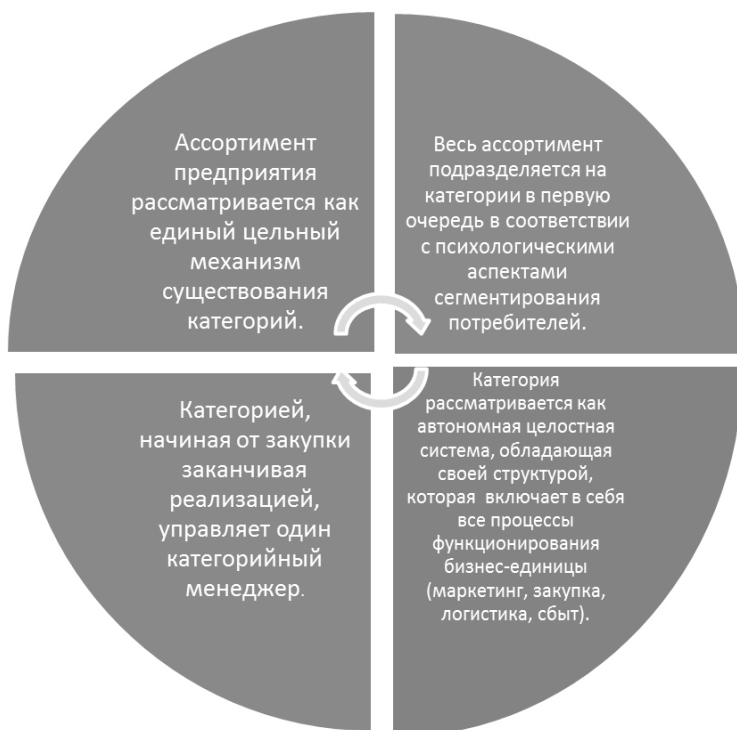 Ассортимент
предприятия
рассматривается как
единый цельный
механизм
существования
категорий.
Весь ассортимент
подразделяется на
категории в первую
очередь в соответствии
с психологическими
аспектами
сегментирования
потребителей.
Категорией,
начиная от закупки
заканчивая
реализацией,
управляет один
категорийный
менеджер.
Категория
рассматривается как
автономная целостная
система, обладающая
своей структурой,
которая включает в себя
все процессы
функционирования
бизнес-единицы
(маркетинг, закупка,
логистика, сбыт).